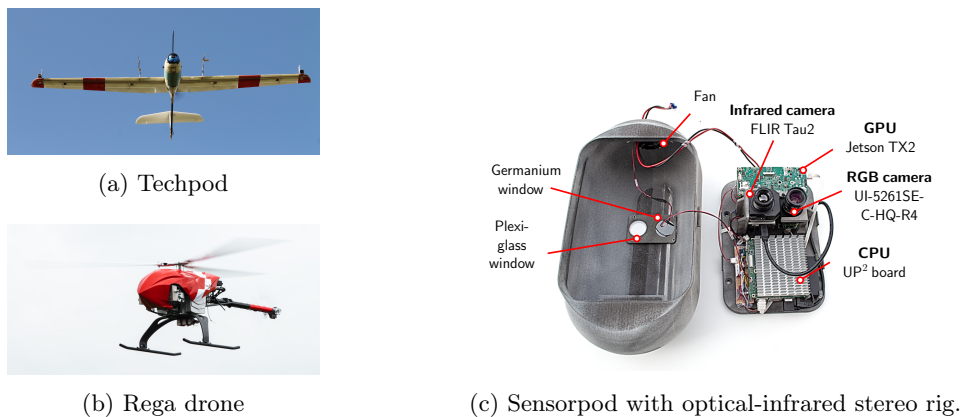 (a) Techpod
(b) Rega drone
Fan
Infrared camera
FLIR Tau2
GPU
Jetson TX2
Germanium
window
RGB camera
UI-5261SE-
C-HQ-R4
Plexi-
glass
window
CPU
UP² board
(c) Sensorpod with optical-infrared stereo rig.